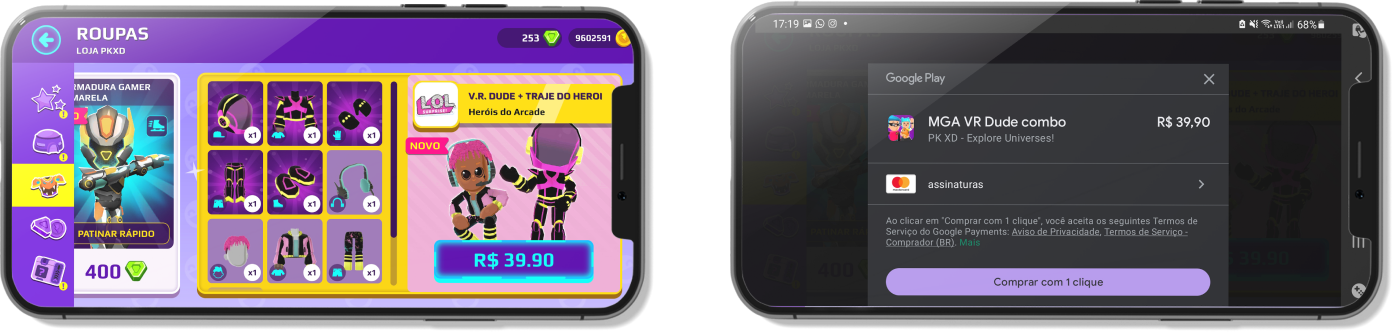 ROUPAS
LOJA PKXD
253
9602591
RMADURA GAMER
MARELA
PATINAR RÁPIDO
400
x1
x1
x1
x1
x1
x1
x1
x1
x1
LOL
SURPRISE!
V.R. DUDE + TRAJE DO HEROI
Heróis do Arcade
NOVO
R$ 39.90
17:19
68%
Google Play
MGA VR Dude combo
R$ 39,90
PK XD - Explore Universes!
assinaturas
Ao clicar em "Comprar com 1 clique", você aceita os seguintes Termos de
Serviço do Google Payments: Aviso de Privacidade, Termos de Serviço -
Comprador (BR). Mais
Comprar com 1 clique
400